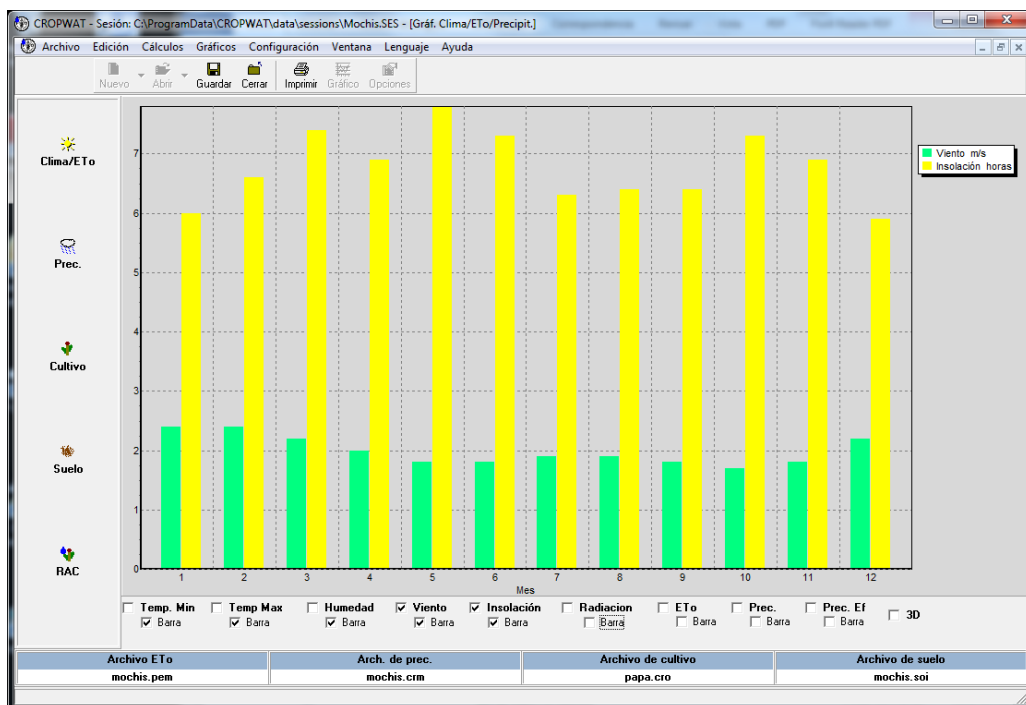 CROPWAT - Sesión: C:\ProgramData\CROPWAT\data\sessions\Mochis.SES - [Gráf. Clima/ETo/Precipit.]
Archivo Edición Cálculos Gráficos Configuración Ventana Lenguaje Ayuda
Nuevo Abrir Guardar Cerrar Imprimir Gráfico Opciones
Clima/ETo
Prec.
Cultivo
Suelo
RAC
7
6
5
4
3
2
1
0
1 2 3 4 5 6 7 8 9 10 11 12
Mes
Viento m/s
Insolación horas
Temp. Min Temp Max Humedad Viento Insolación Radiacion ETo Prec. Prec. Ef 3D
Barra Barra Barra Barra Barra Barra Barra Barra Barra
Archivo ETo Arch. de prec. Archivo de cultivo Archivo de suelo
mochis.pem mochis.crm papa.cro mochis.soi